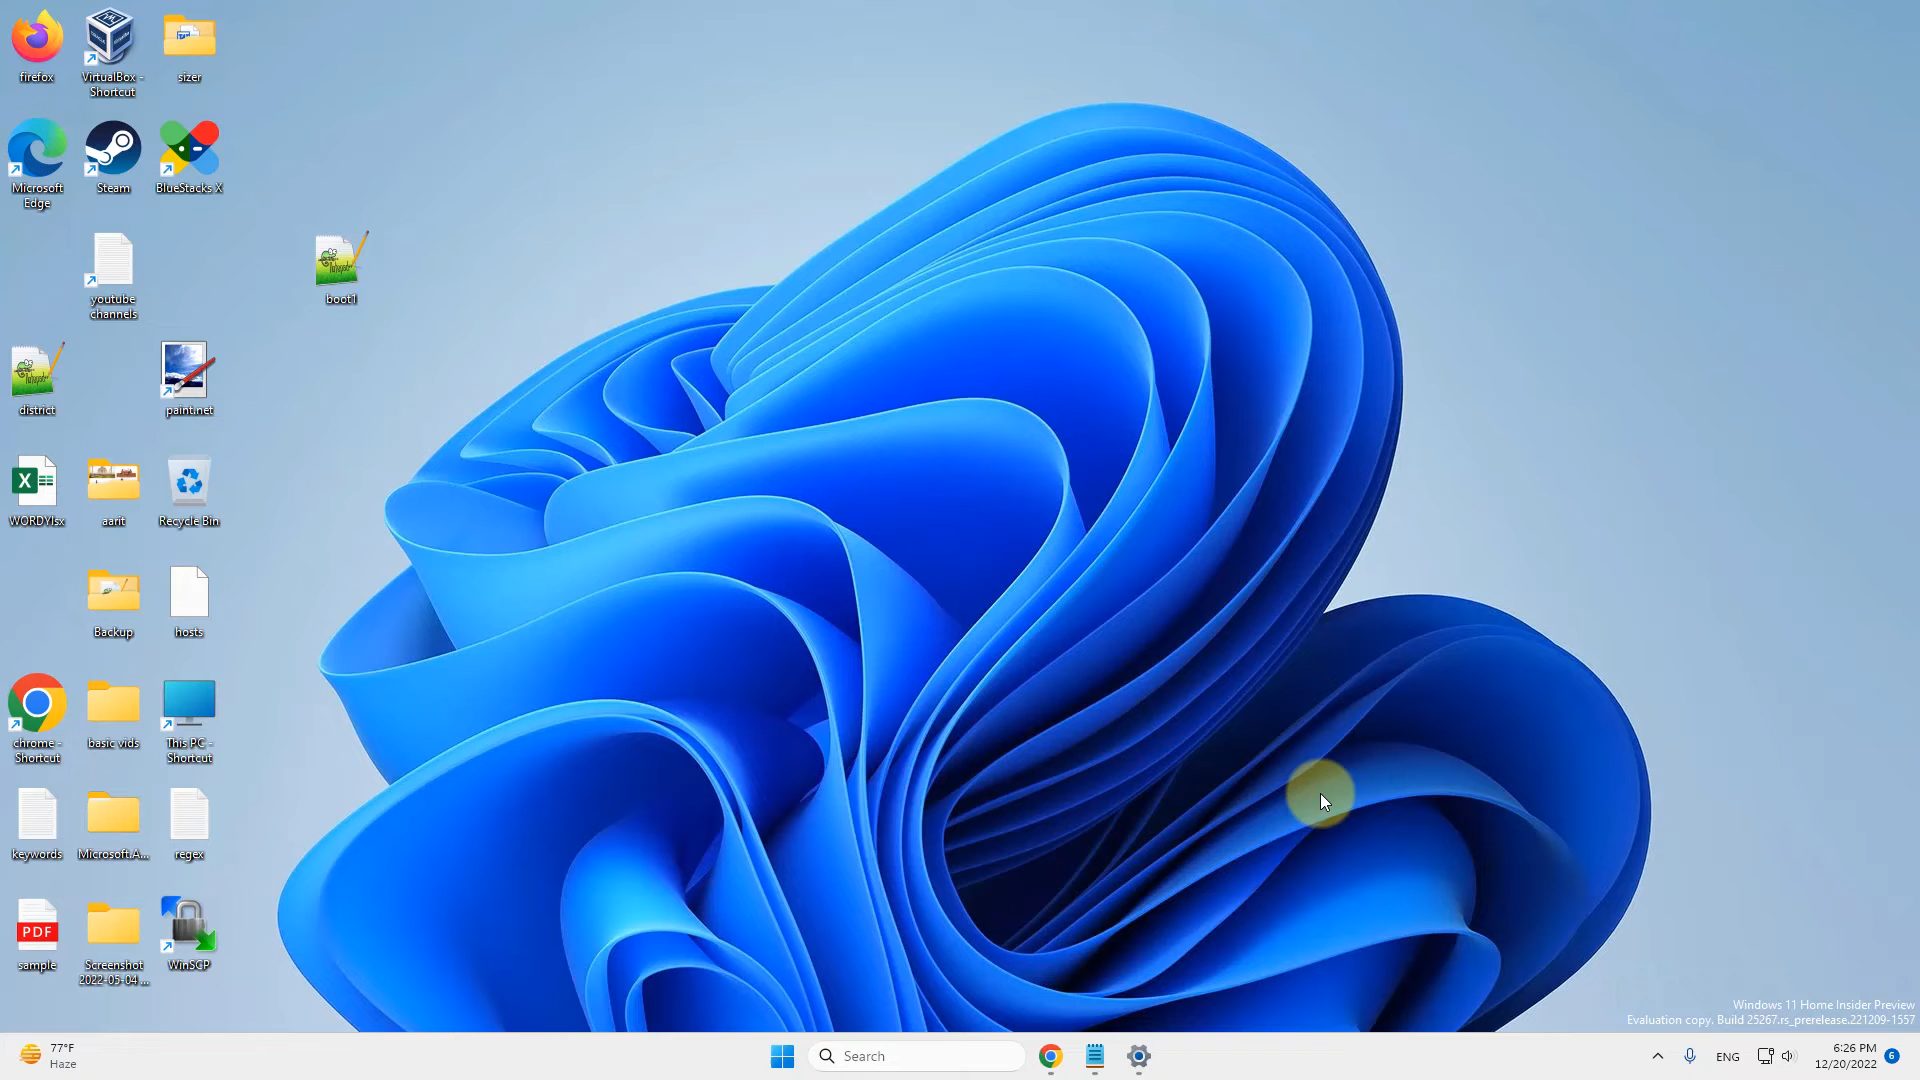 firefox
VirtualBox -
Shortcut
sizer
Microsoft
Edge
Steam
BlueStacks X
youtube
channels
boot1
district
paint.net
WORDYlsx
aarit
Recycle Bin
Backup
hosts
chrome -
Shortcut
basic vids
This PC -
Shortcut
keywords
Microsoft.A...
regex
PDF
sample
Screenshot
2022-05-04 ...
WinSCP
Windows 11 Home Insider Preview
Evaluation copy. Build 25267.rs_prerelease.221209-1557
77°F
Haze
Search
ENG
6:26 PM
12/20/2022
6